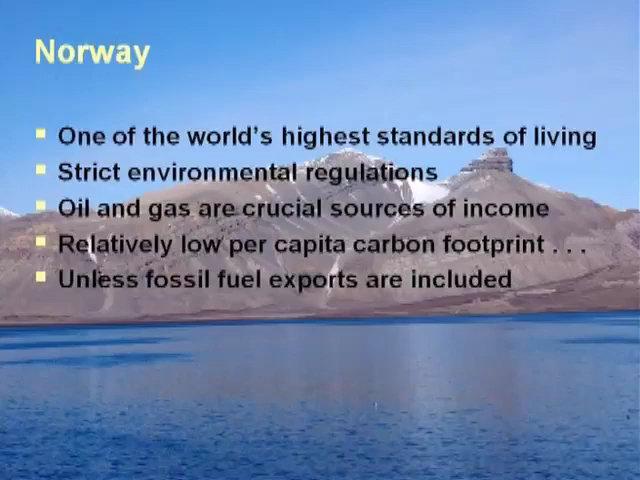 Norway
One of the world's highest standards of living
Strict environmental regulations
Oil and gas are crucial sources of income
Relatively low per capita carbon footprint . . .
Unless fossil fuel exports are included